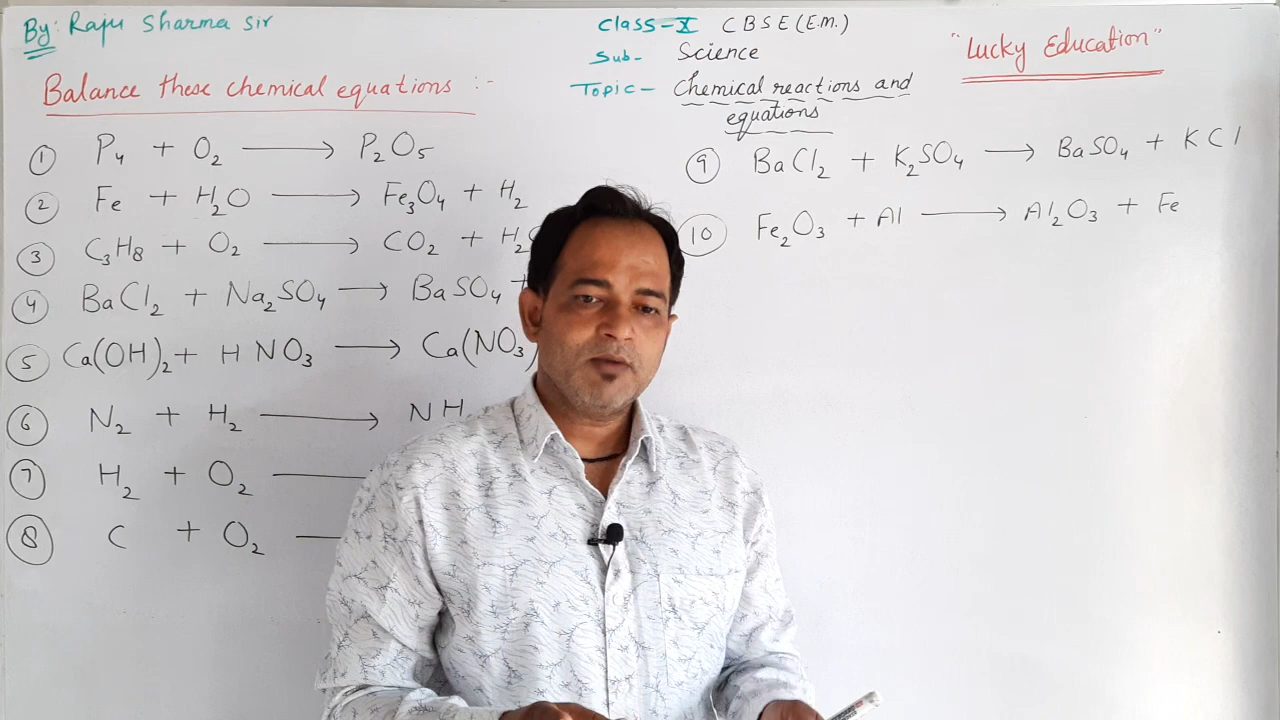 By: Raju Sharma Sir
Class-X CBSE (E.m.)
Sub- Science
Topic- Chemical reactions and equations
"Lucky Education"
Balance these chemical equations :-
① P₄ + O₂ ⟶ P₂O₅
② Fe + H₂O ⟶ Fe₃O₄ + H₂
③ C₃H₈ + O₂ ⟶ CO₂ + H₂
④ BaCl₂ + Na₂SO₄ ⟶ BaSO₄ +
⑤ Ca(OH)₂ + HNO₃ ⟶ Ca(NO₃)
⑥ N₂ + H₂ ⟶ NH
⑦ H₂ + O₂ —
⑧ C + O₂ —
⑨ BaCl₂ + K₂SO₄ ⟶ BaSO₄ + KCl
⑩ Fe₂O₃ + Al ⟶ Al₂O₃ + Fe